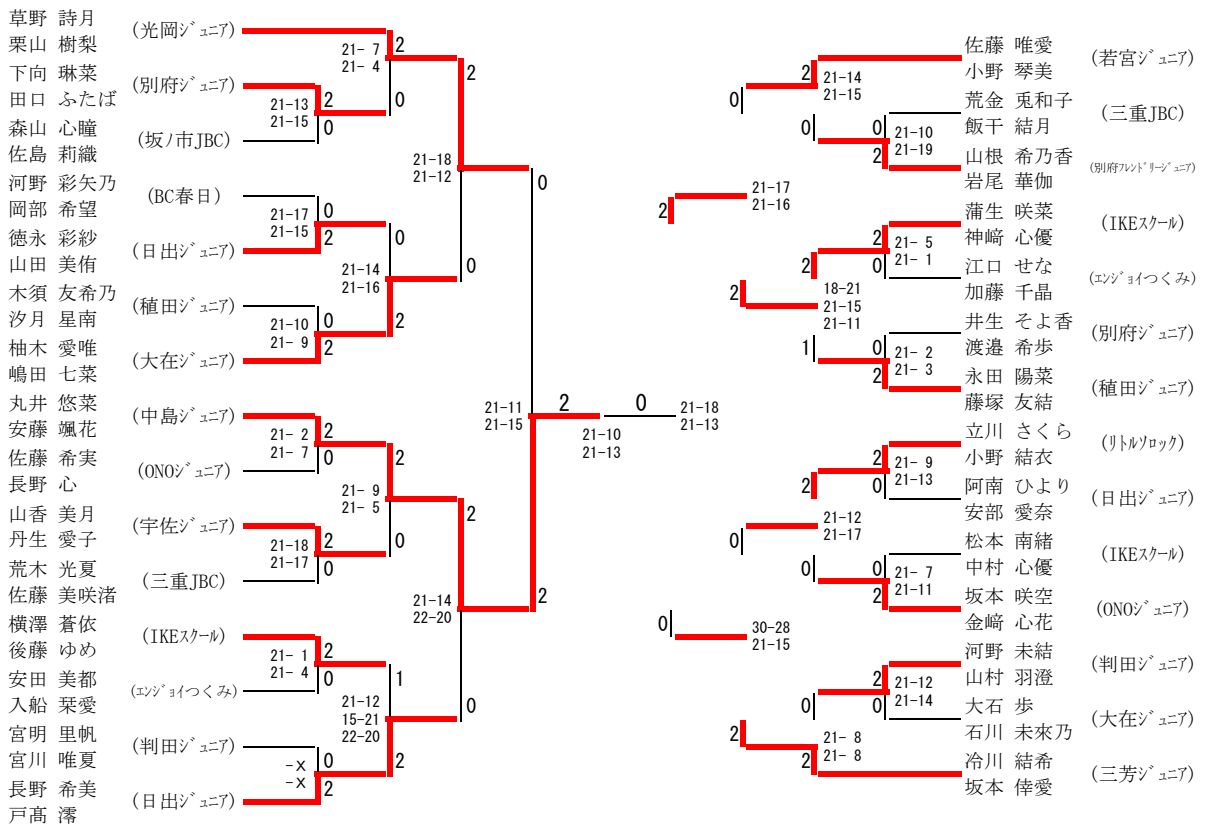 草野 詩月
栗山 樹梨
(光岡ジュニア)
下向 琳菜
田口 ふたば
(別府ジュニア)
森山 心瞳
佐島 莉織
(坂ノ市JBC)
河野 彩矢乃
岡部 希望
(BC春日)
徳永 彩紗
山田 美侑
(日出ジュニア)
木須 友希乃
汐月 星南
(稙田ジュニア)
柚木 愛唯
嶋田 七菜
(大在ジュニア)
丸井 悠菜
安藤 颯花
(中島ジュニア)
佐藤 希実
長野 心
(ONOジュニア)
山香 美月
丹生 愛子
(宇佐ジュニア)
荒木 光夏
佐藤 美咲渚
(三重JBC)
横澤 蒼依
後藤 ゆめ
(IKEスクール)
安田 美都
入船 栞愛
(エンジョイつくみ)
宮明 里帆
宮川 唯夏
(判田ジュニア)
長野 希美
戸髙 澪
(日出ジュニア)
21-13
21-15
2
0
21-17
21-15
0
2
21-10
21- 9
0
2
21- 2
21- 7
2
0
21-18
21-17
2
0
21- 1
21- 4
2
0
-X
-X
0
2
21- 7
21- 4
2
0
21-14
21-16
0
2
21- 9
21- 5
2
0
21-12
15-21
22-20
1
2
21-18
21-12
2
0
21-14
22-20
2
0
21-11
21-15
0
2
2
21-10
21-13
0
21-18
21-13
2
21-17
21-16
0
30-28
21-15
0
2
18-21
21-15
21-11
0
21-12
21-17
2
2
21-14
21-15
0
2
1
2
0
0
2
21- 8
21- 8
0
2
21-10
21-19
2
0
21- 5
21- 1
0
2
21- 2
21- 3
2
0
21- 9
21-13
0
2
21- 7
21-11
2
0
21-12
21-14
佐藤 唯愛
小野 琴美
(若宮ジュニア)
荒金 兎和子
飯干 結月
(三重JBC)
山根 希乃香
岩尾 華伽
(別府フレンドリージュニア)
蒲生 咲菜
神﨑 心優
(IKEスクール)
江口 せな
加藤 千晶
(エンジョイつくみ)
井生 そよ香
渡邉 希歩
(別府ジュニア)
永田 陽菜
藤塚 友結
(稙田ジュニア)
立川 さくら
小野 結衣
(リトルソロック)
阿南 ひより
安部 愛奈
(日出ジュニア)
松本 南緒
中村 心優
(IKEスクール)
坂本 咲空
金﨑 心花
(ONOジュニア)
河野 未結
山村 羽澄
(判田ジュニア)
大石 歩
石川 未來乃
(大在ジュニア)
冷川 結希
坂本 倖愛
(三芳ジュニア)